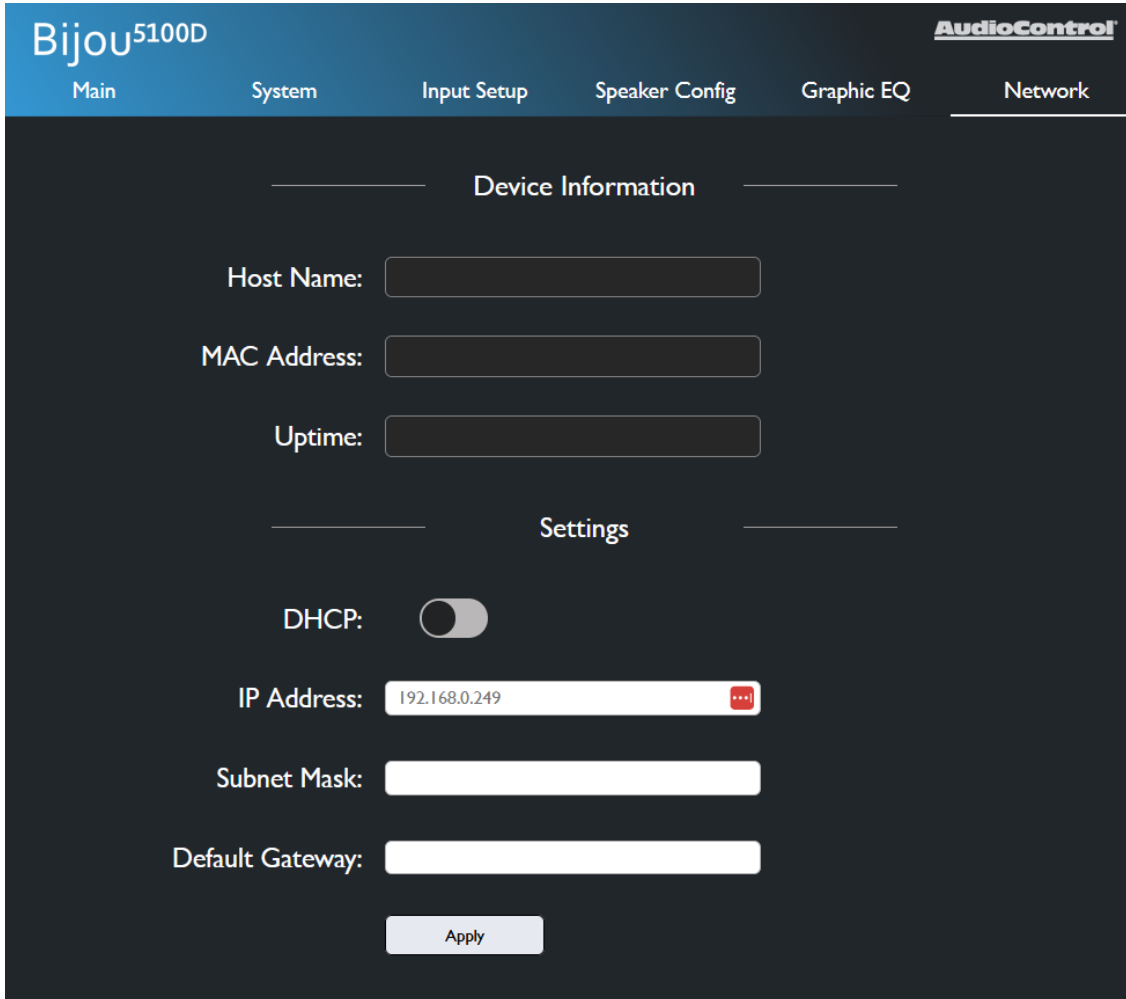 Bijou5100D
AudioControl
Main System Input Setup Speaker Config Graphic EQ Network
Device Information
Host Name:
MAC Address:
Uptime:
Settings
DHCP:
IP Address: 192.168.0.249
Subnet Mask:
Default Gateway:
Apply